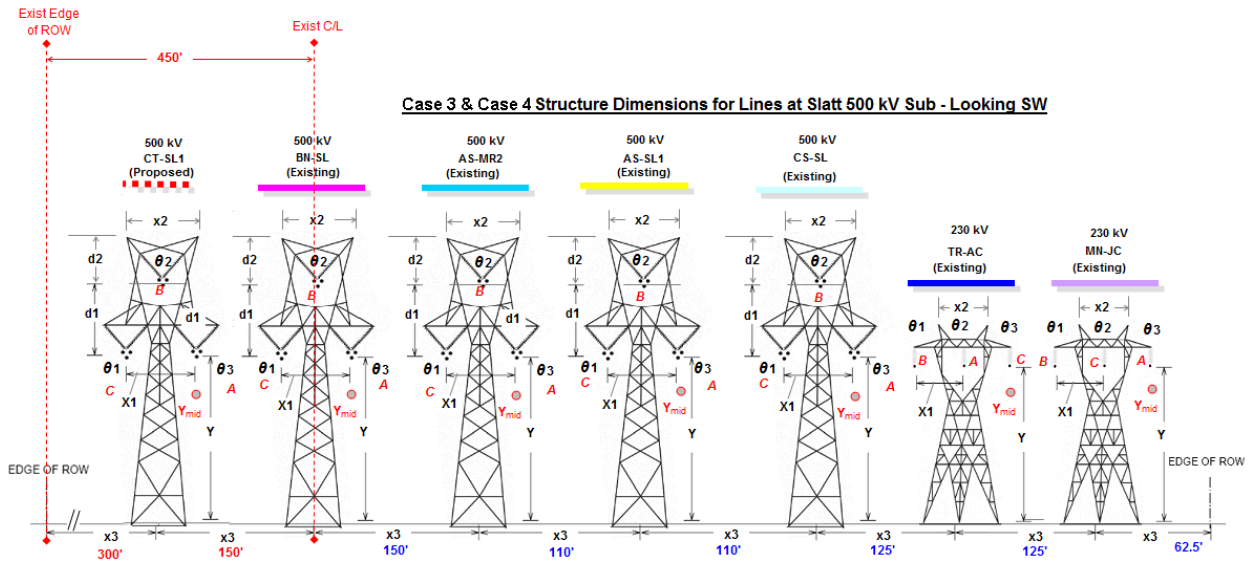 Exist Edge
of ROW
Exist C/L
450'
Case 3 & Case 4 Structure Dimensions for Lines at Slatt 500 kV Sub - Looking SW
500 kV
CT-SL1
(Proposed)
500 kV
BN-SL
(Existing)
500 kV
AS-MR2
(Existing)
500 kV
AS-SL1
(Existing)
500 kV
CS-SL
(Existing)
230 kV
TR-AC
(Existing)
230 kV
MN-JC
(Existing)
x2 x2 x2 x2 x2 x2 x2
d2 d2 d2 d2 d2
θ2 θ2 θ2 θ2 θ2 θ1 θ2 θ3 θ1 θ2 θ3
B B B B B
d1 d1 d1 d1 d1 d1 d1 d1 d1 d1
B A C B C A
θ1 θ3 θ1 θ3 θ1 θ3 θ1 θ3 θ1 θ3
C A C A C A C A C A
X1 X1 X1 X1 X1 X1 X1
Ymid Ymid Ymid Ymid Ymid Ymid Ymid
Y Y Y Y Y Y Y
EDGE OF ROW
EDGE OF ROW
x3 x3 x3 x3 x3 x3 x3 x3
300' 150' 150' 110' 110' 125' 125' 62.5'